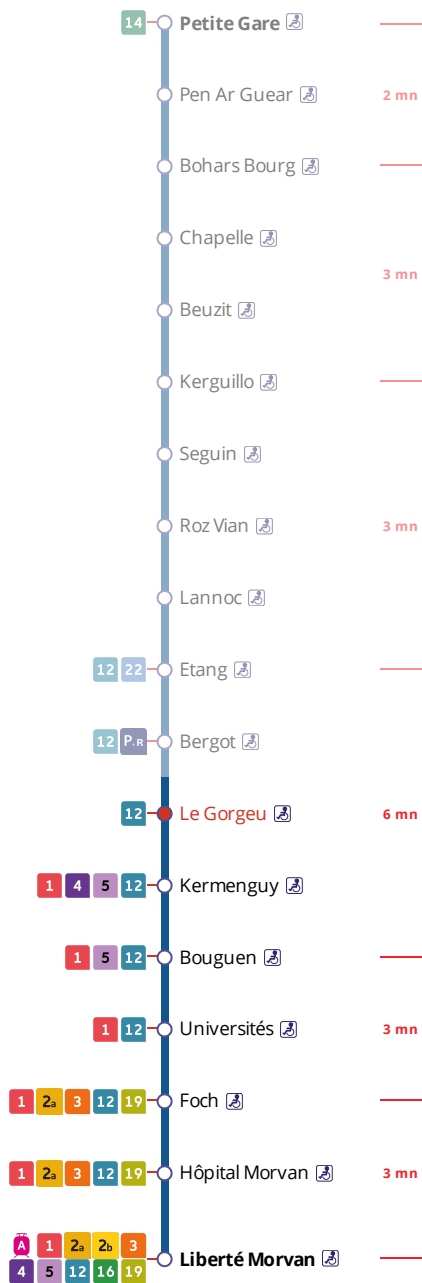 14 Petite Gare
Pen Ar Guear 2 mn
Bohars Bourg
Chapelle
3 mn
Beuzit
Kerguillo
Seguin
Roz Vian 3 mn
Lannoc
12 22 Etang
12 P+R Bergot
12 Le Gorgeu 6 mn
1 4 5 12 Kermenguy
1 5 12 Bouguen
1 12 Universités 3 mn
1 2a 3 12 19 Foch
1 2a 3 12 19 Hôpital Morvan 3 mn
A 1 2a 2b 3
4 5 12 16 19 Liberté Morvan